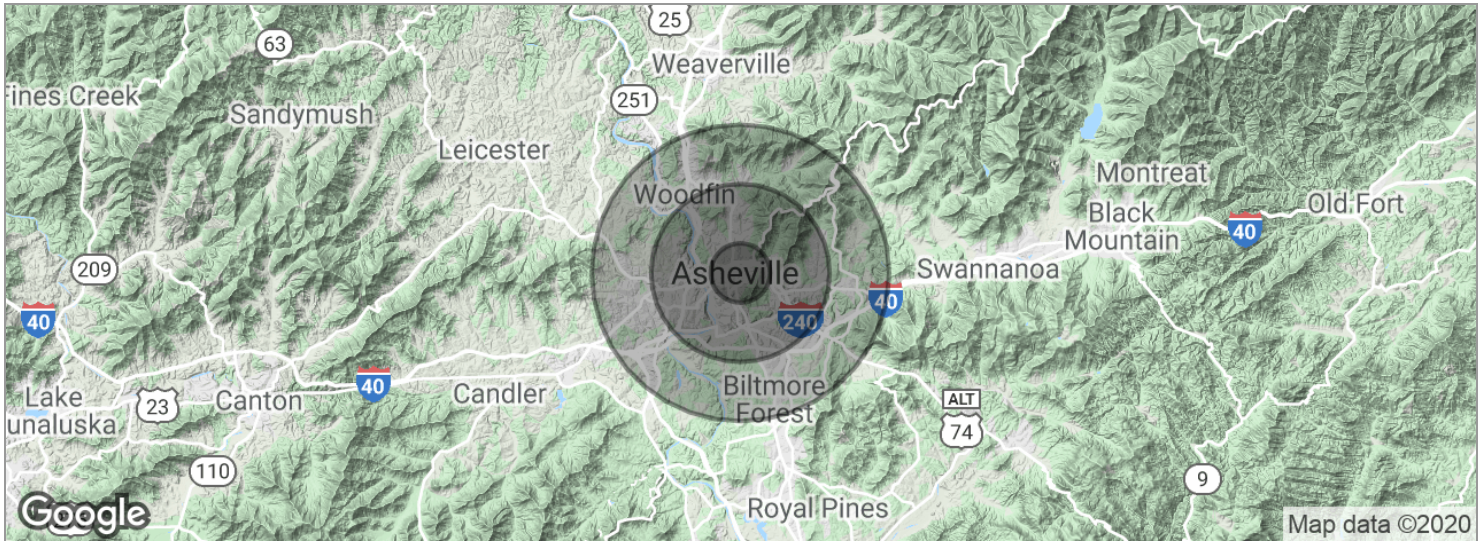 25
63
Weaverville
Fines Creek
251
Sandymush
Leicester
Montreat
Woodfin
Old Fort
Black
Mountain
40
209
Asheville
Swannanoa
40
40
240
Lake
unaluska
40
23
Canton
Candler
Biltmore
Forest
ALT
74
110
9
Royal Pines
Google
Map data ©2020